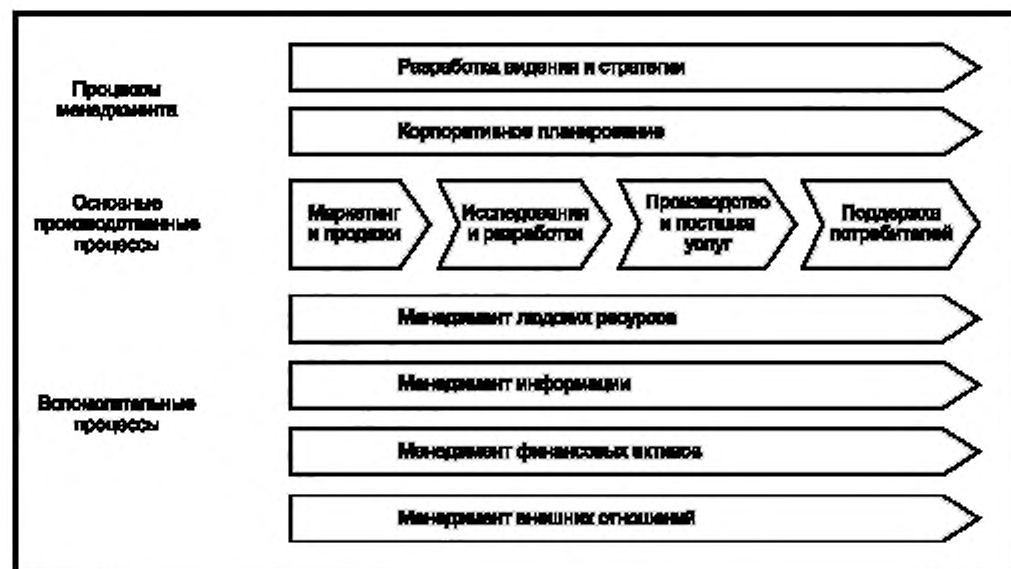 Процессы
менеджмента
Разработка видения и стратегии
Корпоративное планирование
Основные
производственные
процессы
Маркетинг
и продажи
Исследования
и разработки
Производство
и поставка
услуг
Поддержка
потребителей
Вспомогательные
процессы
Менеджмент людских ресурсов
Менеджмент информации
Менеджмент финансовых активов
Менеджмент внешних отношений